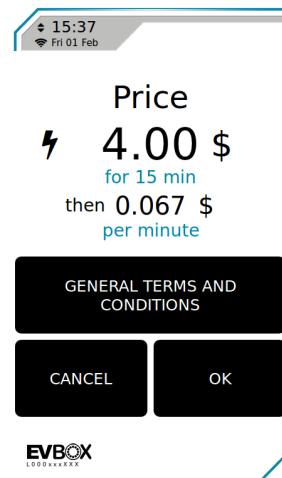 15:37
Fri 01 Feb
Price
4.00 $
for 15 min
then 0.067 $
per minute
GENERAL TERMS AND
CONDITIONS
CANCEL OK
EVBOX
L000xxxXXX